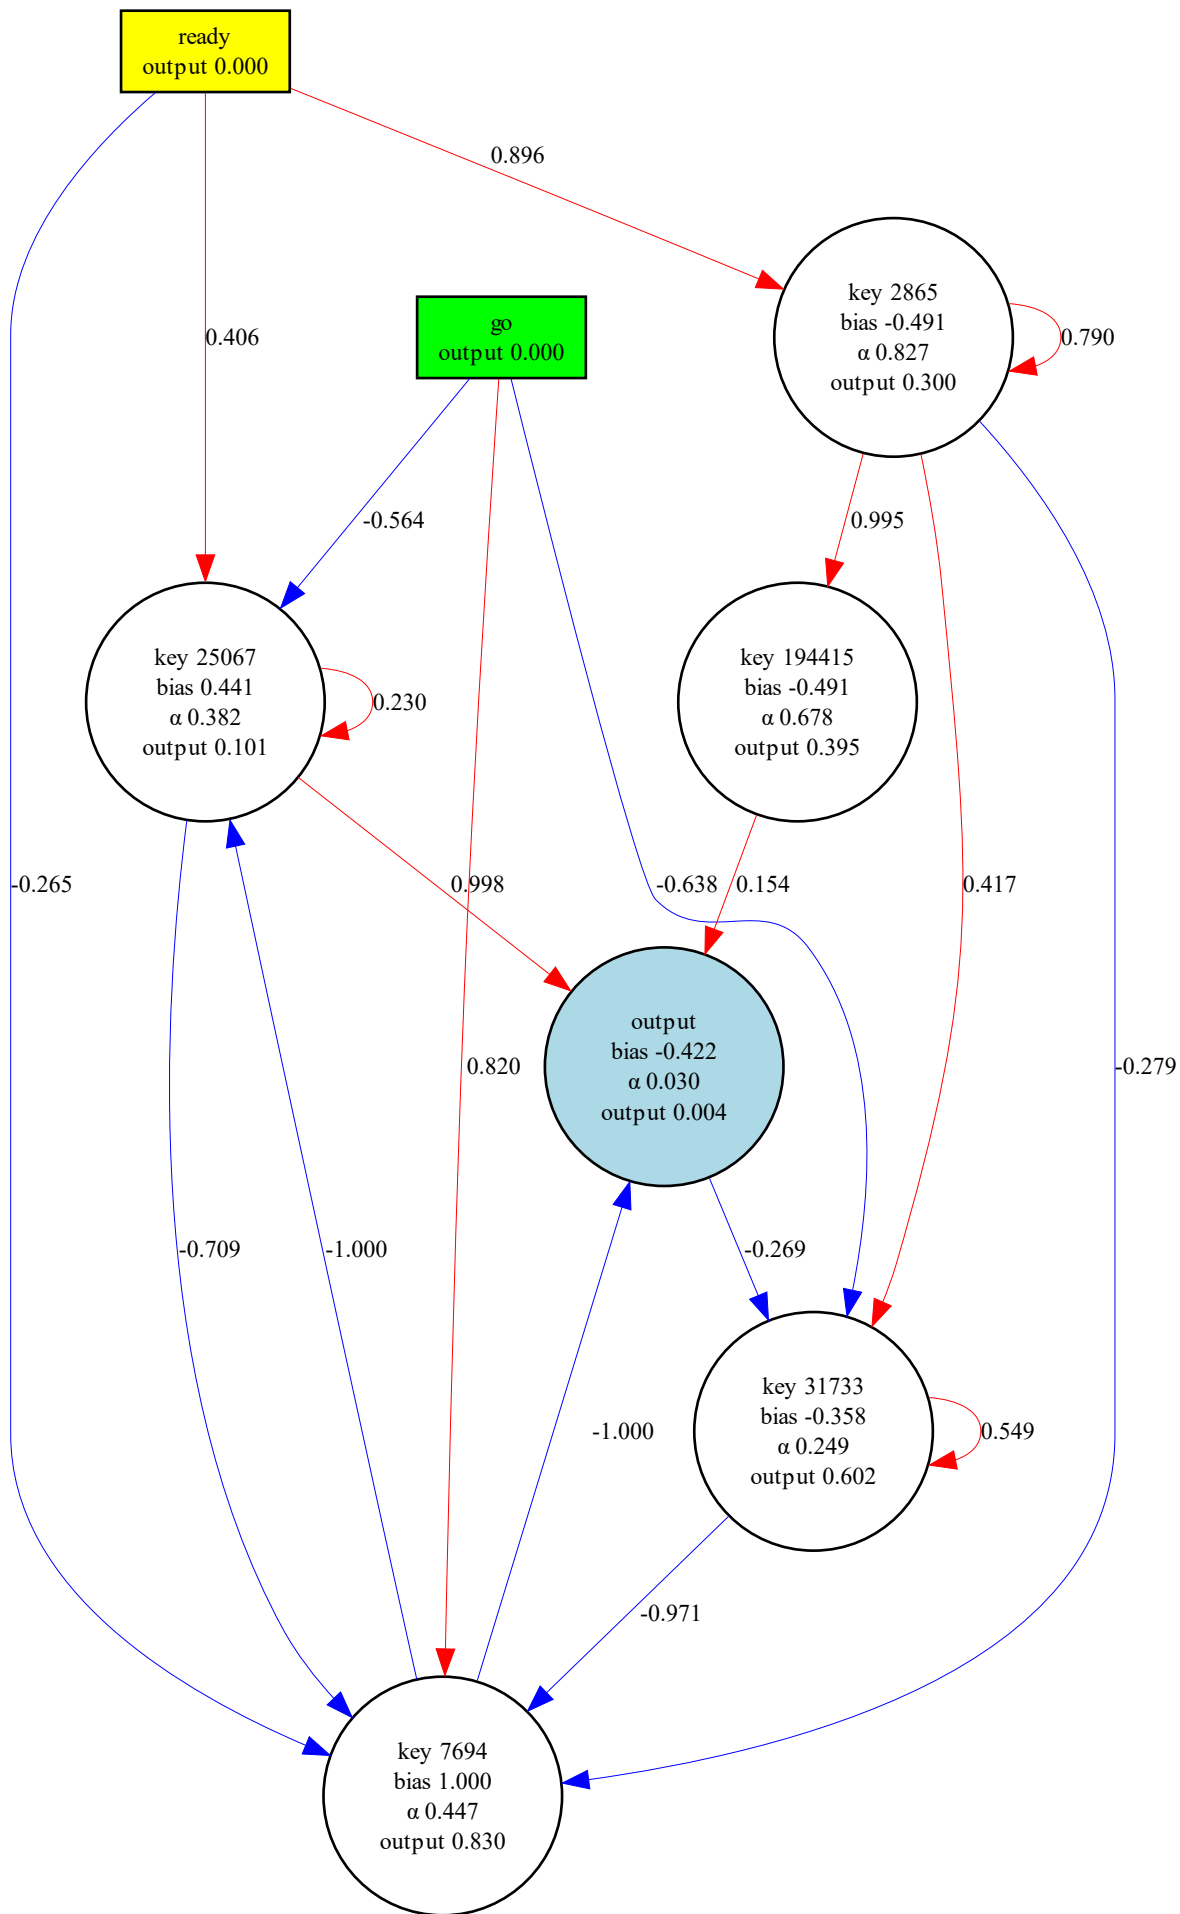 ready
output 0.000
0.896
key 2865
bias -0.491
α 0.827
output 0.300
0.790
go
output 0.000
0.406
-0.564
0.995
key 25067
bias 0.441
α 0.382
output 0.101
0.230
key 194415
bias -0.491
α 0.678
output 0.395
-0.265
0.998
-0.638
0.154
0.417
output
bias -0.422
α 0.030
output 0.004
0.820
-0.279
-0.709
-1.000
-0.269
key 31733
bias -0.358
α 0.249
output 0.602
0.549
-1.000
-0.971
key 7694
bias 1.000
α 0.447
output 0.830